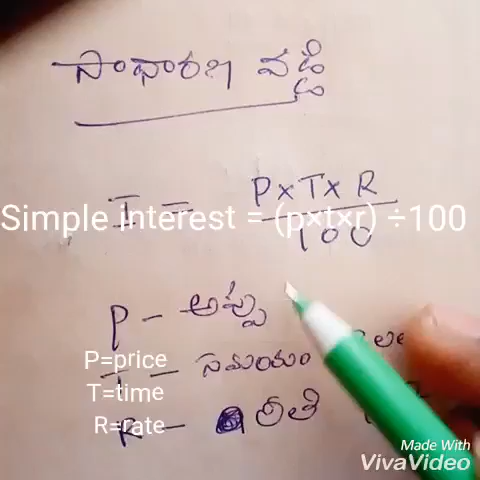 సాధారణ వడ్డి
I = P×T×R
Simple interest = (p×t×r) ÷100
100
P - అప్పు
P=price
T - సమయం
T=time
R - రీతి
R=rate
Made With
VivaVideo